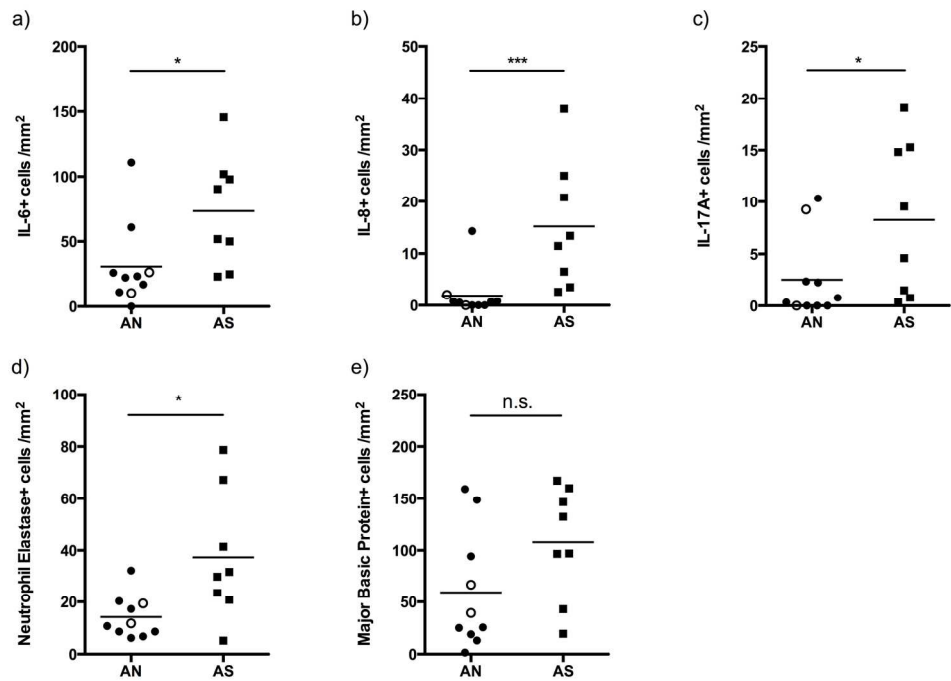 a)
IL-6+ cells /mm²
200
150
100
50
0
*
AN
AS
b)
IL-8+ cells /mm²
50
40
30
20
10
0
***
AN
AS
c)
IL-17A+ cells /mm²
25
20
15
10
5
0
*
AN
AS
d)
Neutrophil Elastase+ cells /mm²
100
80
60
40
20
0
*
AN
AS
e)
Major Basic Protein+ cells /mm²
250
200
150
100
50
0
n.s.
AN
AS